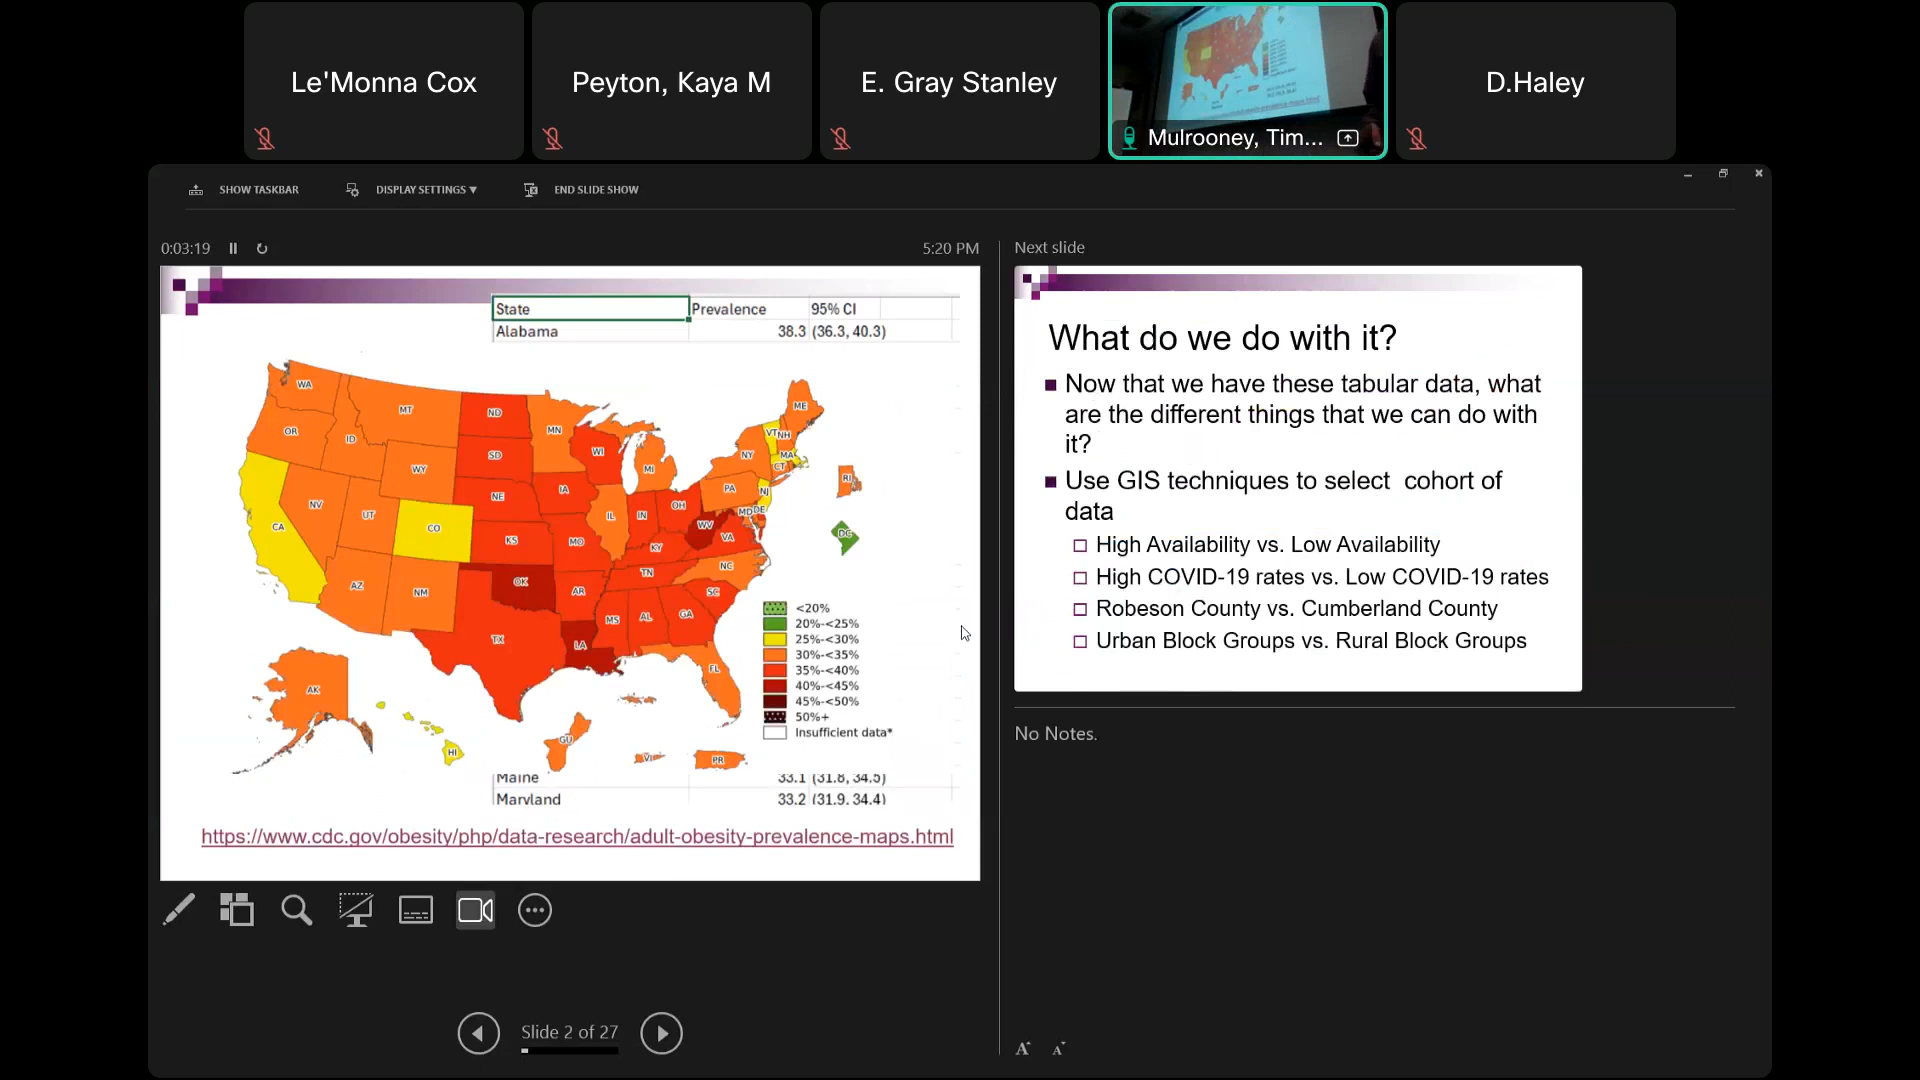 Le'Monna Cox
Peyton, Kaya M
E. Gray Stanley
Mulrooney, Tim...
D.Haley
SHOW TASKBAR
DISPLAY SETTINGS ▼
END SLIDE SHOW
0:03:19
5:20 PM
State Prevalence 95% CI
Alabama 38.3 (36.3, 40.3)
WA
MT
ND
MN
ME
OR
ID
SD
WI
VT
NH
WY
MI
NY
MA
CT
RI
NV
NE
IA
PA
NJ
CA
UT
CO
IL
IN
OH
MD
DE
DC
KS
MO
WV
VA
KY
AZ
NM
OK
AR
TN
NC
SC
TX
LA
MS
AL
GA
FL
AK
HI
GU
VI
PR
<20%
20%-<25%
25%-<30%
30%-<35%
35%-<40%
40%-<45%
45%-<50%
50%+
Insufficient data*
Maine 33.1 (31.8, 34.5)
Maryland 33.2 (31.9, 34.4)
https://www.cdc.gov/obesity/php/data-research/adult-obesity-prevalence-maps.html
Slide 2 of 27
Next slide
What do we do with it?
Now that we have these tabular data, what
are the different things that we can do with
it?
Use GIS techniques to select cohort of
data
High Availability vs. Low Availability
High COVID-19 rates vs. Low COVID-19 rates
Robeson County vs. Cumberland County
Urban Block Groups vs. Rural Block Groups
No Notes.
A A